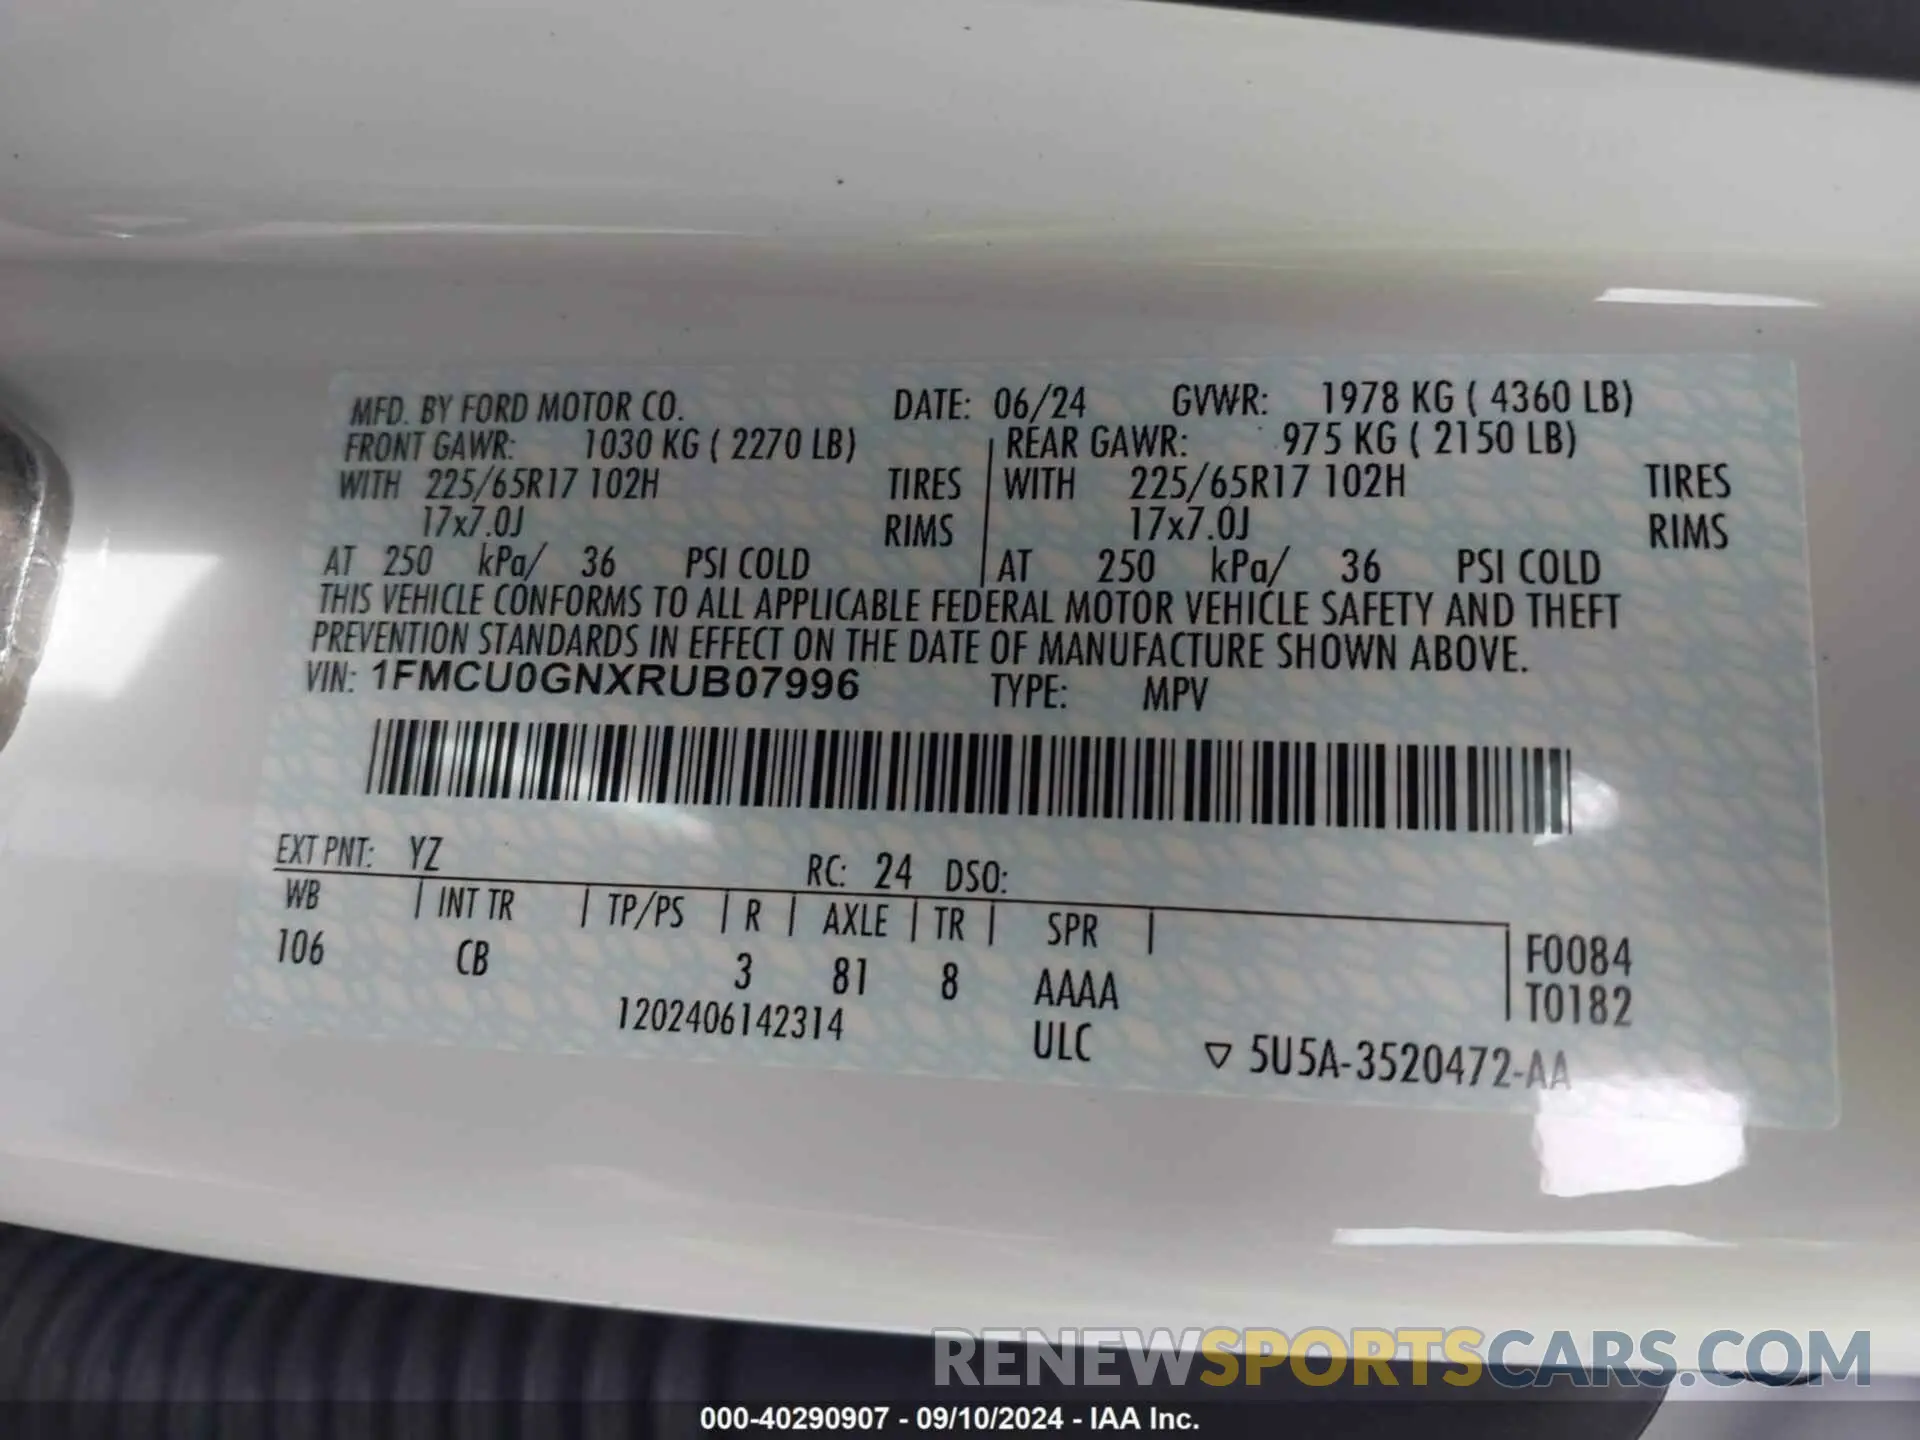 MFD. BY FORD MOTOR CO. DATE: 06/24 GVWR: 1978 KG ( 4360 LB)
FRONT GAWR: 1030 KG ( 2270 LB) REAR GAWR: 975 KG ( 2150 LB)
WITH 225/65R17 102H TIRES WITH 225/65R17 102H TIRES
17x7.0J RIMS 17x7.0J RIMS
AT 250 kPa/ 36 PSI COLD AT 250 kPa/ 36 PSI COLD
THIS VEHICLE CONFORMS TO ALL APPLICABLE FEDERAL MOTOR VEHICLE SAFETY AND THEFT
PREVENTION STANDARDS IN EFFECT ON THE DATE OF MANUFACTURE SHOWN ABOVE.
VIN: 1FMCU0GNXRUB07996 TYPE: MPV
EXT PNT: YZ RC: 24 DSO:
WB INT TR TP/PS R AXLE TR SPR
106 CB 3 81 8 AAAA
F0084
T0182
1202406142314 ULC ▽ 5U5A-3520472-AA
RENEWSPORTSCARS.COM
000-40290907 - 09/10/2024 - IAA Inc.